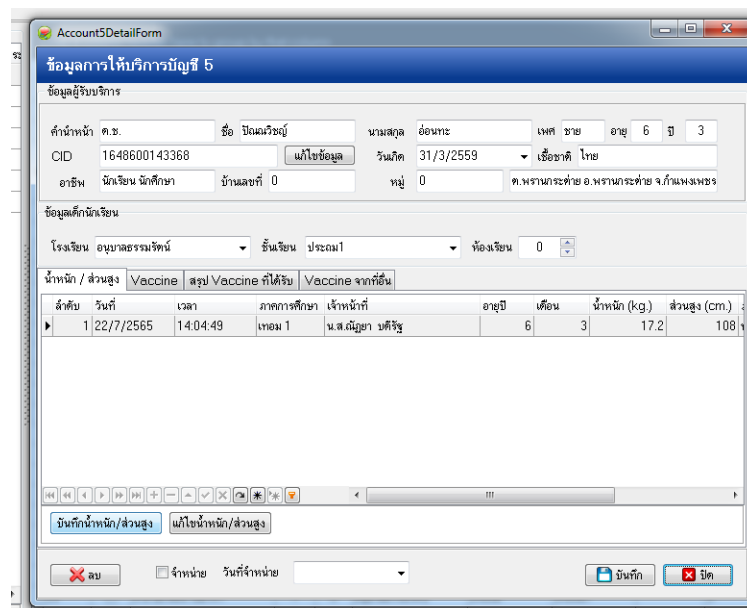 Account5DetailForm
ข้อมูลการให้บริการบัญชี 5
ข้อมูลผู้รับบริการ
คำนำหน้า ด.ช. ชื่อ ปัณณวิชญ์ นามสกุล อ่อนทะ เพศ ชาย อายุ 6 ปี 3
CID 1648600143368 แก้ไขข้อมูล วันเกิด 31/3/2559 เชื้อชาติ ไทย
อาชีพ นักเรียน นักศึกษา บ้านเลขที่ 0 หมู่ 0 ต.พรานกระต่าย อ.พรานกระต่าย จ.กำแพงเพชร
ข้อมูลเด็กนักเรียน
โรงเรียน อนุบาลธรรมรัตน์ ชั้นเรียน ประถม1 ห้องเรียน 0
น้ำหนัก / ส่วนสูง Vaccine สรุป Vaccine ที่ได้รับ Vaccine จากที่อื่น
ลำดับ วันที่ เวลา ภาคการศึกษา เจ้าหน้าที่ อายุปี เดือน น้ำหนัก (kg.) ส่วนสูง (cm.)
1 22/7/2565 14:04:49 เทอม 1 น.ส.ณัฏยา บดีรัฐ 6 3 17.2 108
บันทึกน้ำหนัก/ส่วนสูง แก้ไขน้ำหนัก/ส่วนสูง
ลบ จำหน่าย วันที่จำหน่าย บันทึก ปิด